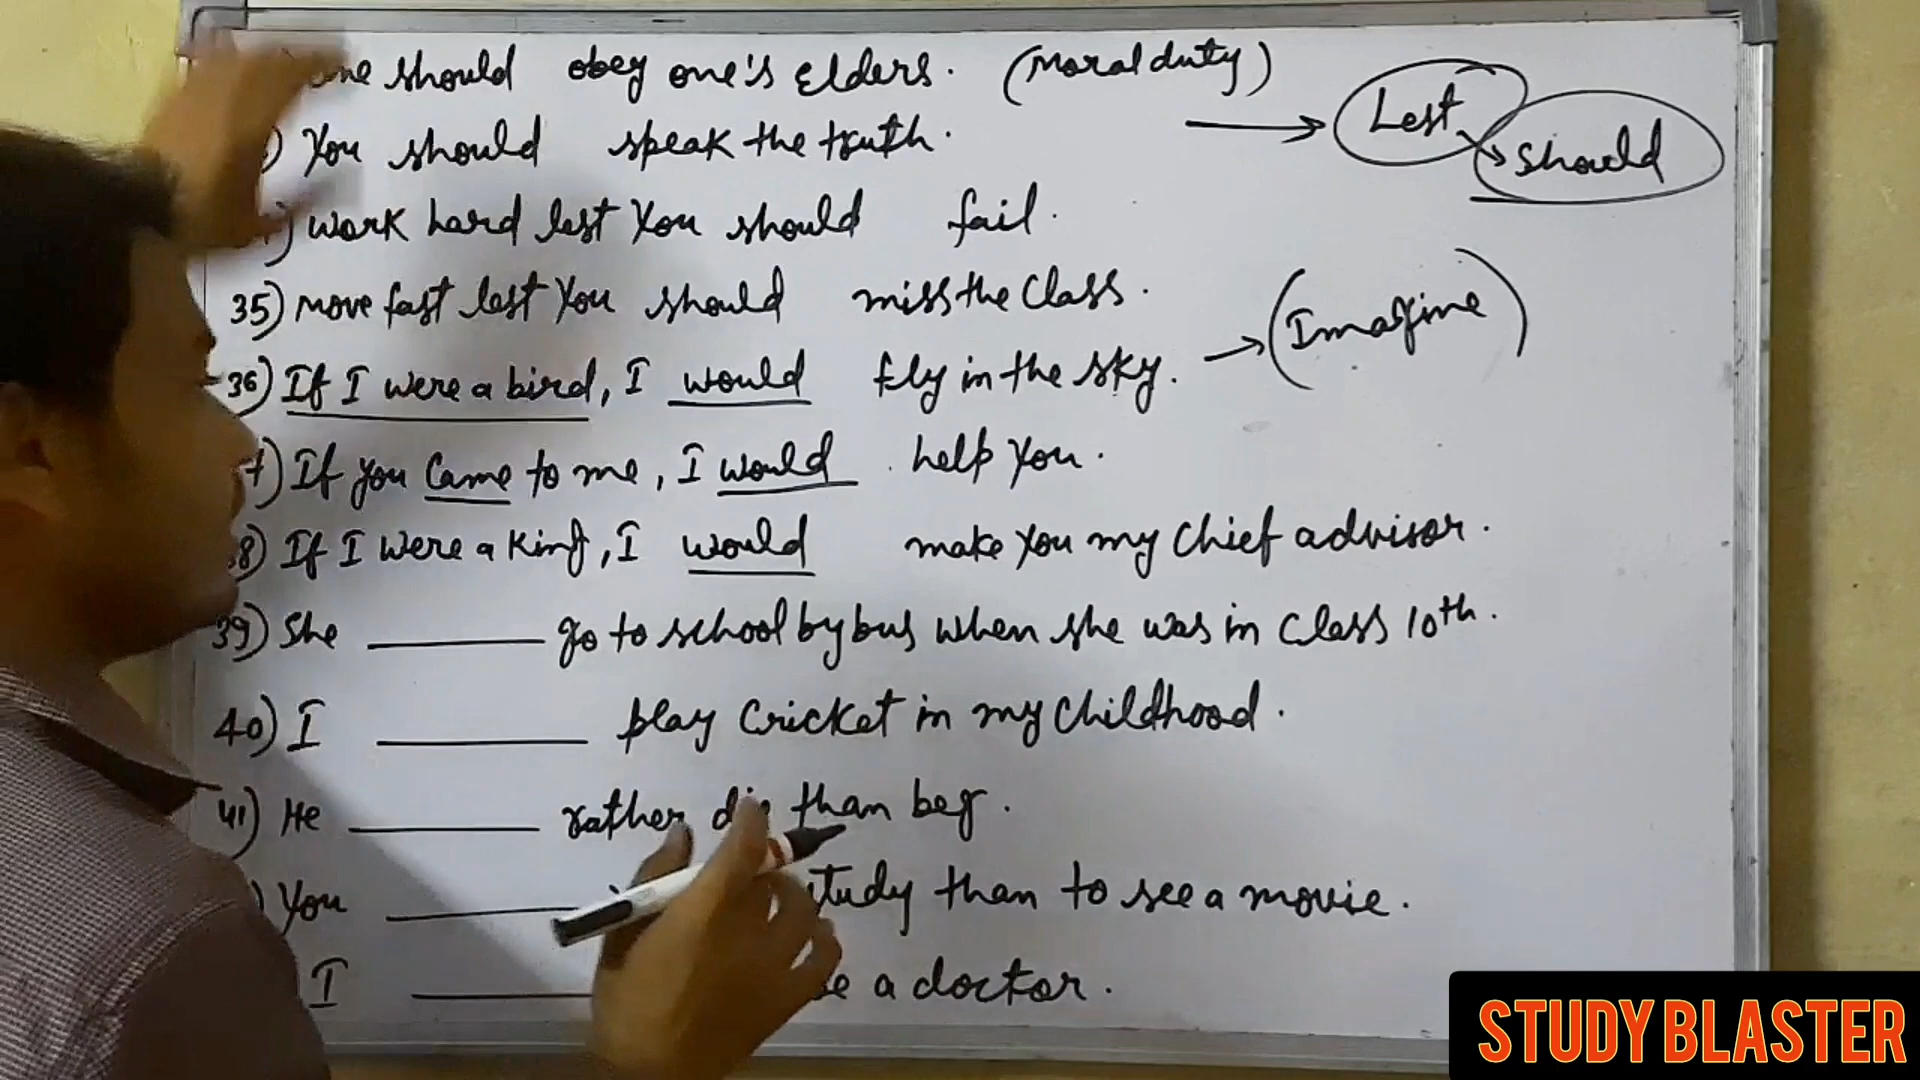 should obey one's Elders. (Moral duty)
Lest should
) You should speak the truth.
) Work hard lest You should fail.
35) Move fast lest You should miss the Class.
(Imagine)
36) If I were a bird, I would fly in the sky.
) If you Came to me, I would help You.
38) If I were a King, I would make You my Chief advisor.
39) She ______ go to school by bus when she was in Class 10th.
40) I ______ play Cricket in my Childhood.
41) He ______ rather die than beg.
) You ______ study than to see a movie.
I ______ a doctor.
STUDY BLASTER